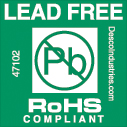 LEAD FREE
47102
Pb
DescoIndustries.com
RoHS
COMPLIANT